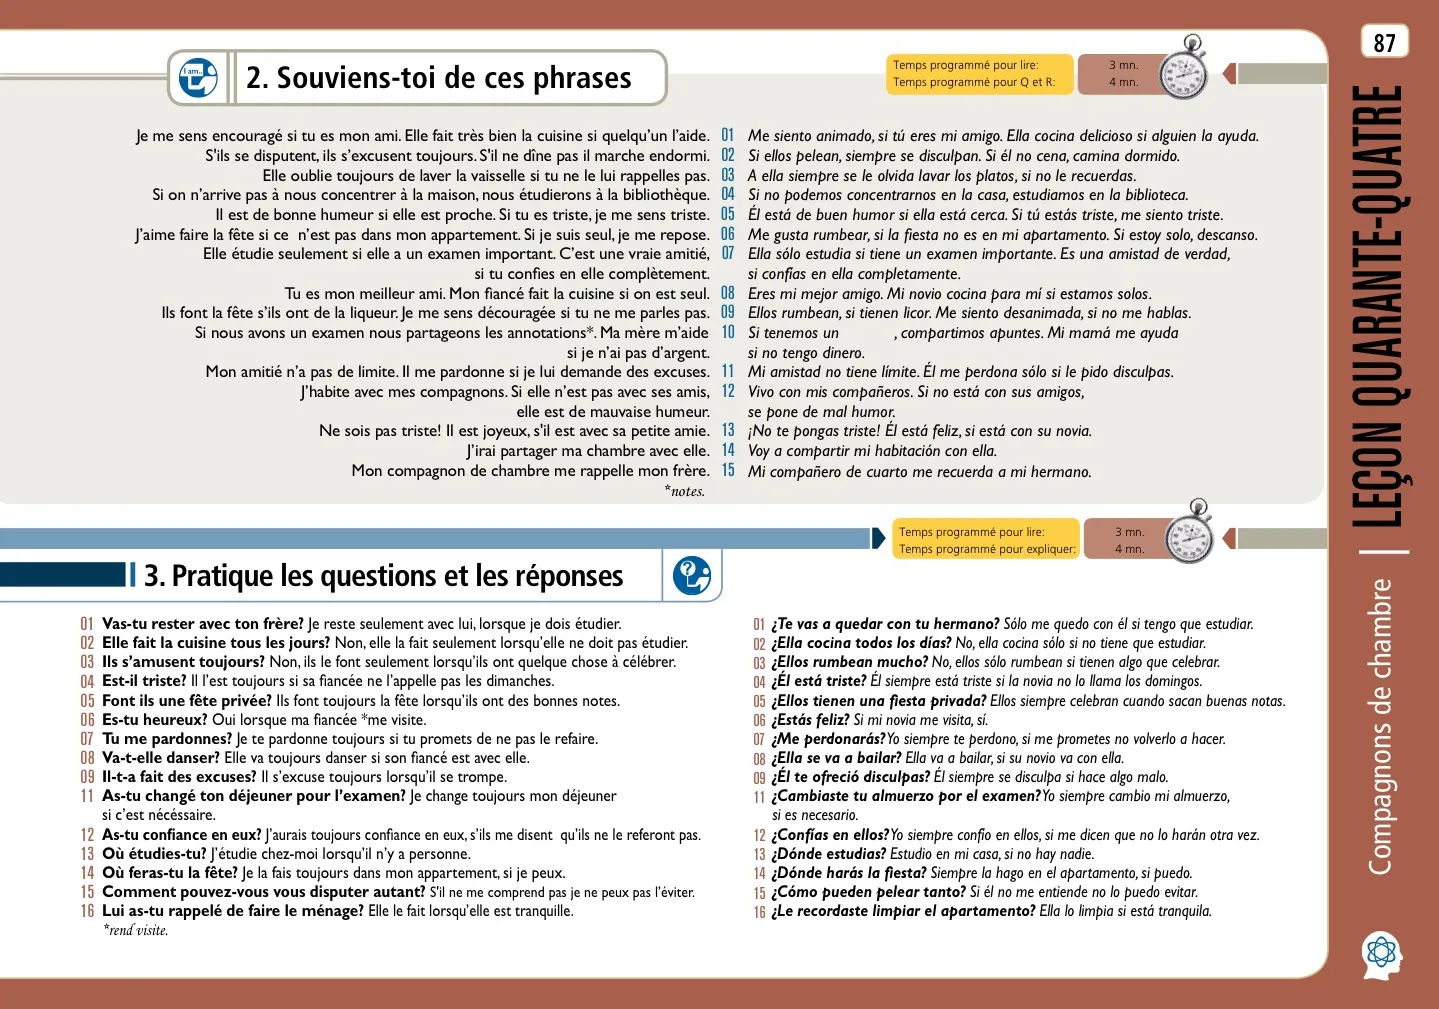 87
I am..
2. Souviens-toi de ces phrases
Temps programmé pour lire: 3 mn.
Temps programmé pour Q et R: 4 mn.
Je me sens encouragé si tu es mon ami. Elle fait très bien la cuisine si quelqu'un l'aide. 01 Me siento animado, si tú eres mi amigo. Ella cocina delicioso si alguien la ayuda.
S'ils se disputent, ils s'excusent toujours. S'il ne dîne pas il marche endormi. 02 Si ellos pelean, siempre se disculpan. Si él no cena, camina dormido.
Elle oublie toujours de laver la vaisselle si tu ne le lui rappelles pas. 03 A ella siempre se le olvida lavar los platos, si no le recuerdas.
Si on n'arrive pas à nous concentrer à la maison, nous étudierons à la bibliothèque. 04 Si no podemos concentrarnos en la casa, estudiamos en la biblioteca.
Il est de bonne humeur si elle est proche. Si tu es triste, je me sens triste. 05 Él está de buen humor si ella está cerca. Si tú estás triste, me siento triste.
J'aime faire la fête si ce n'est pas dans mon appartement. Si je suis seul, je me repose. 06 Me gusta rumbear, si la fiesta no es en mi apartamento. Si estoy solo, descanso.
Elle étudie seulement si elle a un examen important. C'est une vraie amitié, 07 Ella sólo estudia si tiene un examen importante. Es una amistad de verdad,
si tu confies en elle complètement. si confías en ella completamente.
Tu es mon meilleur ami. Mon fiancé fait la cuisine si on est seul. 08 Eres mi mejor amigo. Mi novio cocina para mí si estamos solos.
Ils font la fête s'ils ont de la liqueur. Je me sens découragée si tu ne me parles pas. 09 Ellos rumbean, si tienen licor. Me siento desanimada, si no me hablas.
Si nous avons un examen nous partageons les annotations*. Ma mère m'aide 10 Si tenemos un , compartimos apuntes. Mi mamá me ayuda
si je n'ai pas d'argent. si no tengo dinero.
Mon amitié n'a pas de limite. Il me pardonne si je lui demande des excuses. 11 Mi amistad no tiene límite. Él me perdona sólo si le pido disculpas.
J'habite avec mes compagnons. Si elle n'est pas avec ses amis, 12 Vivo con mis compañeros. Si no está con sus amigos,
elle est de mauvaise humeur. se pone de mal humor.
Ne sois pas triste! Il est joyeux, s'il est avec sa petite amie. 13 ¡No te pongas triste! Él está feliz, si está con su novia.
J'irai partager ma chambre avec elle. 14 Voy a compartir mi habitación con ella.
Mon compagnon de chambre me rappelle mon frère. 15 Mi compañero de cuarto me recuerda a mi hermano.
*notes.
Temps programmé pour lire: 3 mn.
Temps programmé pour expliquer: 4 mn.
3. Pratique les questions et les réponses
01 Vas-tu rester avec ton frère? Je reste seulement avec lui, lorsque je dois étudier.
02 Elle fait la cuisine tous les jours? Non, elle la fait seulement lorsqu'elle ne doit pas étudier.
03 Ils s'amusent toujours? Non, ils le font seulement lorsqu'ils ont quelque chose à célébrer.
04 Est-il triste? Il l'est toujours si sa fiancée ne l'appelle pas les dimanches.
05 Font ils une fête privée? Ils font toujours la fête lorsqu'ils ont des bonnes notes.
06 Es-tu heureux? Oui lorsque ma fiancée *me visite.
07 Tu me pardonnes? Je te pardonne toujours si tu promets de ne pas le refaire.
08 Va-t-elle danser? Elle va toujours danser si son fiancé est avec elle.
09 Il-t-a fait des excuses? Il s'excuse toujours lorsqu'il se trompe.
11 As-tu changé ton déjeuner pour l'examen? Je change toujours mon déjeuner
si c'est nécéssaire.
12 As-tu confiance en eux? J'aurais toujours confiance en eux, s'ils me disent qu'ils ne le referont pas.
13 Où étudies-tu? J'étudie chez-moi lorsqu'il n'y a personne.
14 Où feras-tu la fête? Je la fais toujours dans mon appartement, si je peux.
15 Comment pouvez-vous vous disputer autant? S'il ne me comprend pas je ne peux pas l'éviter.
16 Lui as-tu rappelé de faire le ménage? Elle le fait lorsqu'elle est tranquille.
*rend visite.
01 ¿Te vas a quedar con tu hermano? Sólo me quedo con él si tengo que estudiar.
02 ¿Ella cocina todos los días? No, ella cocina sólo si no tiene que estudiar.
03 ¿Ellos rumbean mucho? No, ellos sólo rumbean si tienen algo que celebrar.
04 ¿Él está triste? Él siempre está triste si la novia no lo llama los domingos.
05 ¿Ellos tienen una fiesta privada? Ellos siempre celebran cuando sacan buenas notas.
06 ¿Estás feliz? Si mi novia me visita, sí.
07 ¿Me perdonarás? Yo siempre te perdono, si me prometes no volverlo a hacer.
08 ¿Ella se va a bailar? Ella va a bailar, si su novio va con ella.
09 ¿Él te ofreció disculpas? Él siempre se disculpa si hace algo malo.
11 ¿Cambiaste tu almuerzo por el examen? Yo siempre cambio mi almuerzo,
si es necesario.
12 ¿Confías en ellos? Yo siempre confío en ellos, si me dicen que no lo harán otra vez.
13 ¿Dónde estudias? Estudio en mi casa, si no hay nadie.
14 ¿Dónde harás la fiesta? Siempre la hago en el apartamento, si puedo.
15 ¿Cómo pueden pelear tanto? Si él no me entiende no lo puedo evitar.
16 ¿Le recordaste limpiar el apartamento? Ella lo limpia si está tranquila.
LEÇON QUARANTE-QUATRE
Compagnons de chambre